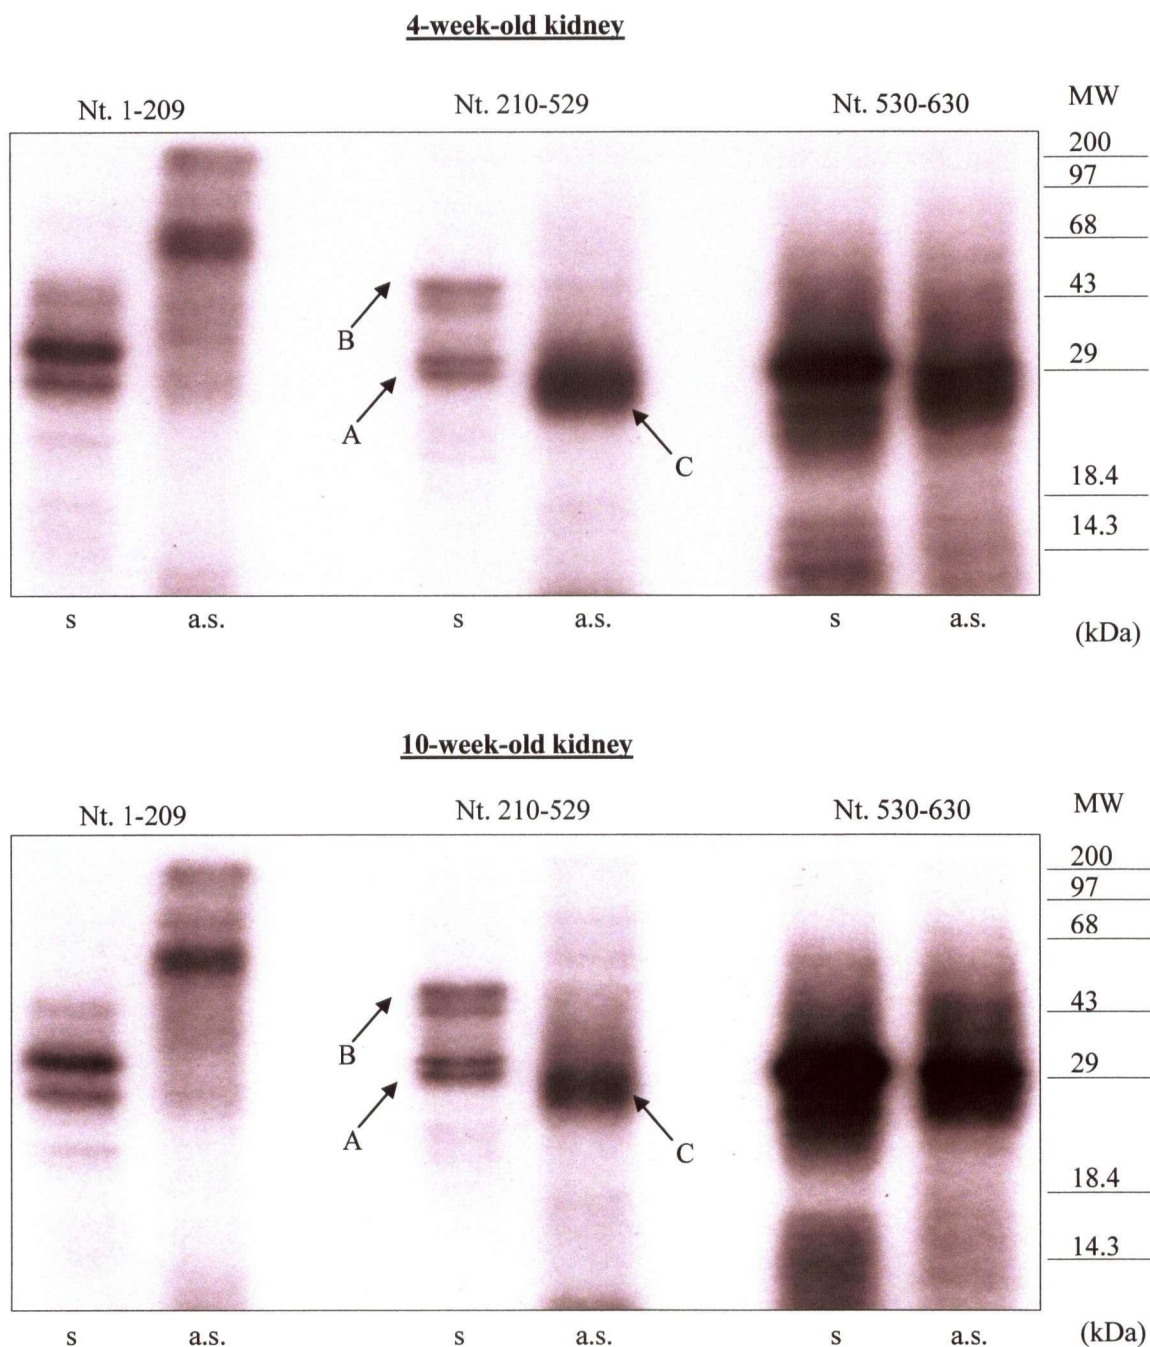 4-week-old kidney
Nt. 1-209 Nt. 210-529 Nt. 530-630 MW
200
97
68
43
B
29
A
C
18.4
14.3
s a.s. s a.s. s a.s.
(kDa)
10-week-old kidney
Nt. 1-209 Nt. 210-529 Nt. 530-630 MW
200
97
68
43
B
29
A
C
18.4
14.3
s a.s. s a.s. s a.s. (kDa)